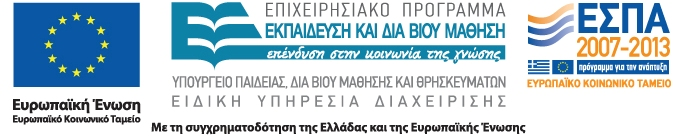 Ευρωπαϊκή Ένωση
Ευρωπαϊκό Κοινωνικό Ταμείο
ΕΠΙΧΕΙΡΗΣΙΑΚΟ ΠΡΟΓΡΑΜΜΑ
ΕΚΠΑΙΔΕΥΣΗ ΚΑΙ ΔΙΑ ΒΙΟΥ ΜΑΘΗΣΗ
επένδυση στην κοινωνία της γνώσης
ΥΠΟΥΡΓΕΙΟ ΠΑΙΔΕΙΑΣ, ΔΙΑ ΒΙΟΥ ΜΑΘΗΣΗΣ ΚΑΙ ΘΡΗΣΚΕΥΜΑΤΩΝ
ΕΙΔΙΚΗ ΥΠΗΡΕΣΙΑ ΔΙΑΧΕΙΡΙΣΗΣ
ΕΣΠΑ
2007-2013
πρόγραμμα για την ανάπτυξη
ΕΥΡΩΠΑΪΚΟ ΚΟΙΝΩΝΙΚΟ ΤΑΜΕΙΟ
Με τη συγχρηματοδότηση της Ελλάδας και της Ευρωπαϊκής Ένωσης